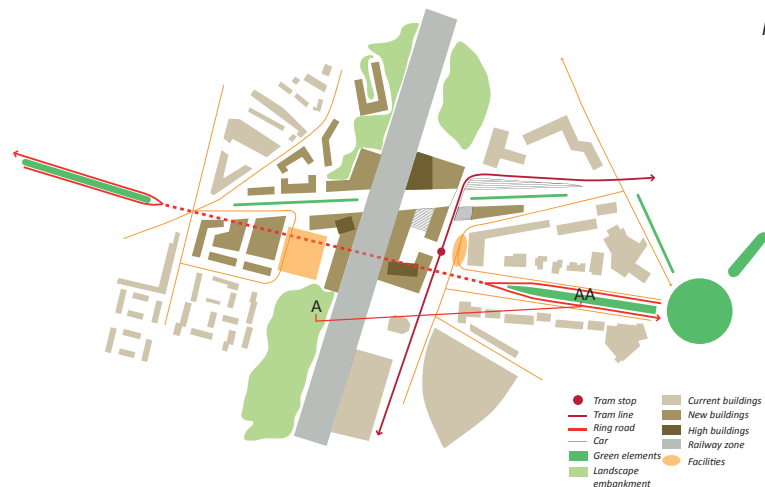 A
AA
Tram stop
Tram line
Ring road
Car
Green elements
Landscape
embankment
Current buildings
New buildings
High buildings
Railway zone
Facilities